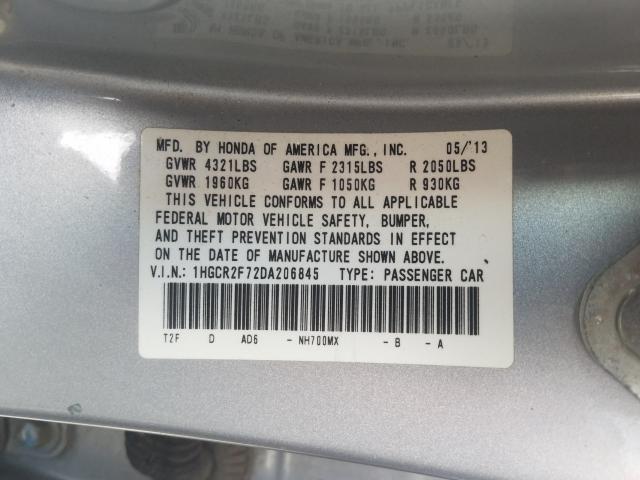 MFD. BY HONDA OF AMERICA MFG., INC. 05/'13
GVWR 4321LBS GAWR F 2315LBS R 2050LBS
GVWR 1960KG GAWR F 1050KG R 930KG
THIS VEHICLE CONFORMS TO ALL APPLICABLE
FEDERAL MOTOR VEHICLE SAFETY, BUMPER,
AND THEFT PREVENTION STANDARDS IN EFFECT
ON THE DATE OF MANUFACTURE SHOWN ABOVE.
V.I.N.: 1HGCR2F72DA206845 TYPE: PASSENGER CAR
T2F D AD6 - NH700MX - B - A